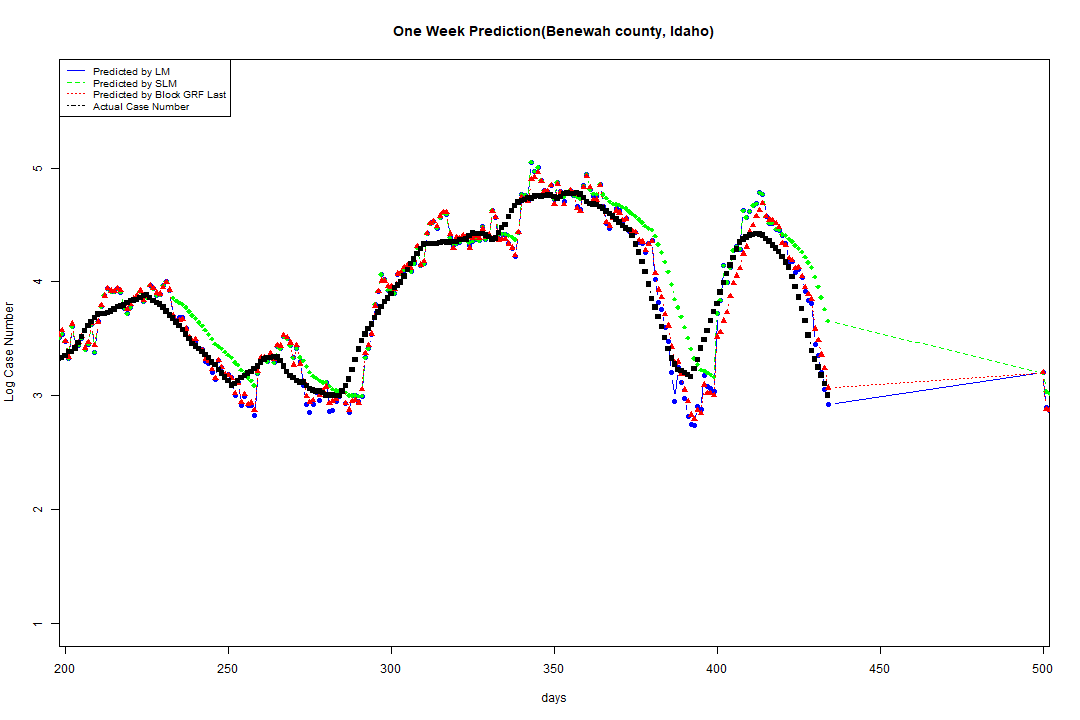 One Week Prediction(Benewah county, Idaho)
Predicted by LM
Predicted by SLM
Predicted by Block GRF Last
Actual Case Number
Log Case Number
5
4
3
2
1
200 250 300 350 400 450 500
days